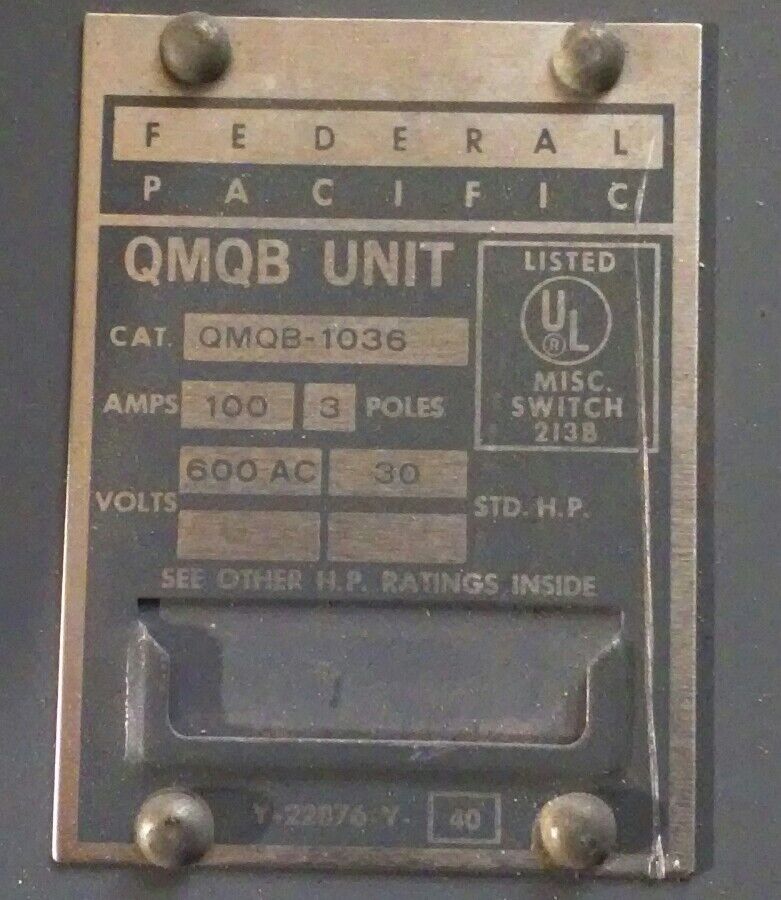 FEDERAL
PACIFIC
QMQB UNIT
LISTED
UL
®
MISC.
SWITCH
213B
CAT. QMQB-1036
AMPS 100 3 POLES
VOLTS 600 AC 30 STD. H.P.
SEE OTHER H.P. RATINGS INSIDE
Y-22876-Y- 40